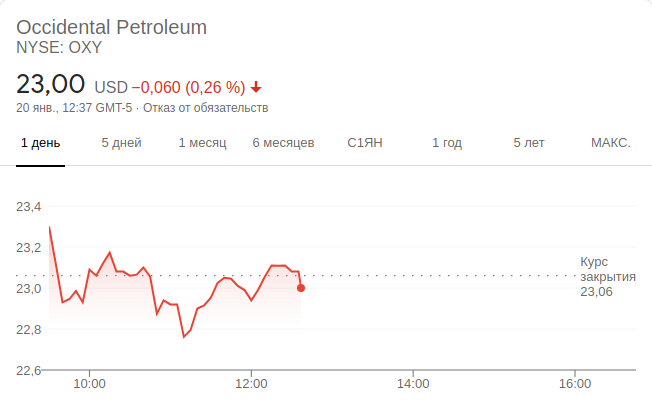 Occidental Petroleum
NYSE: OXY
23,00 USD −0,060 (0,26 %)
20 янв., 12:37 GMT-5 · Отказ от обязательств
1 день 5 дней 1 месяц 6 месяцев С1ЯН 1 год 5 лет МАКС.
23,4
23,2
23,0
22,8
22,6
Курс
закрытия
23,06
10:00 12:00 14:00 16:00